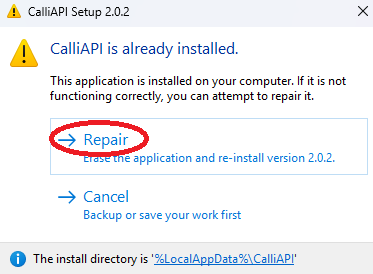 CalliAPI Setup 2.0.2
CalliAPI is already installed.
This application is installed on your computer. If it is not
functioning correctly, you can attempt to repair it.
Repair
Erase the application and re-install version 2.0.2.
Cancel
Backup or save your work first
The install directory is '%LocalAppData%\CalliAPI'